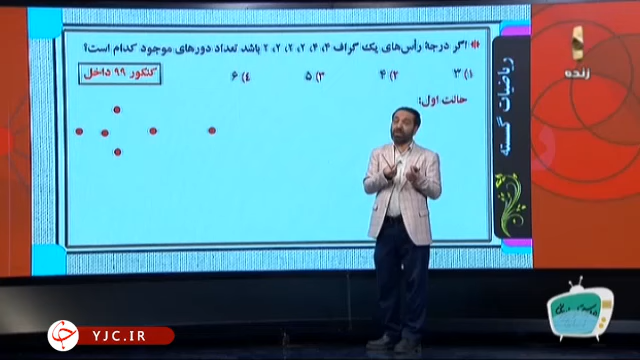 اگر درجهٔ رأس‌های یک گراف ۴، ۴، ۲، ۲، ۲، ۲ باشد تعداد دورهای موجود کدام است؟
۱) ۳ ۲) ۴ ۳) ۵ ۴) ۶
کنکور ۹۹ داخل
حالت اول:
ریاضیات گسسته
زنده
YJC.IR